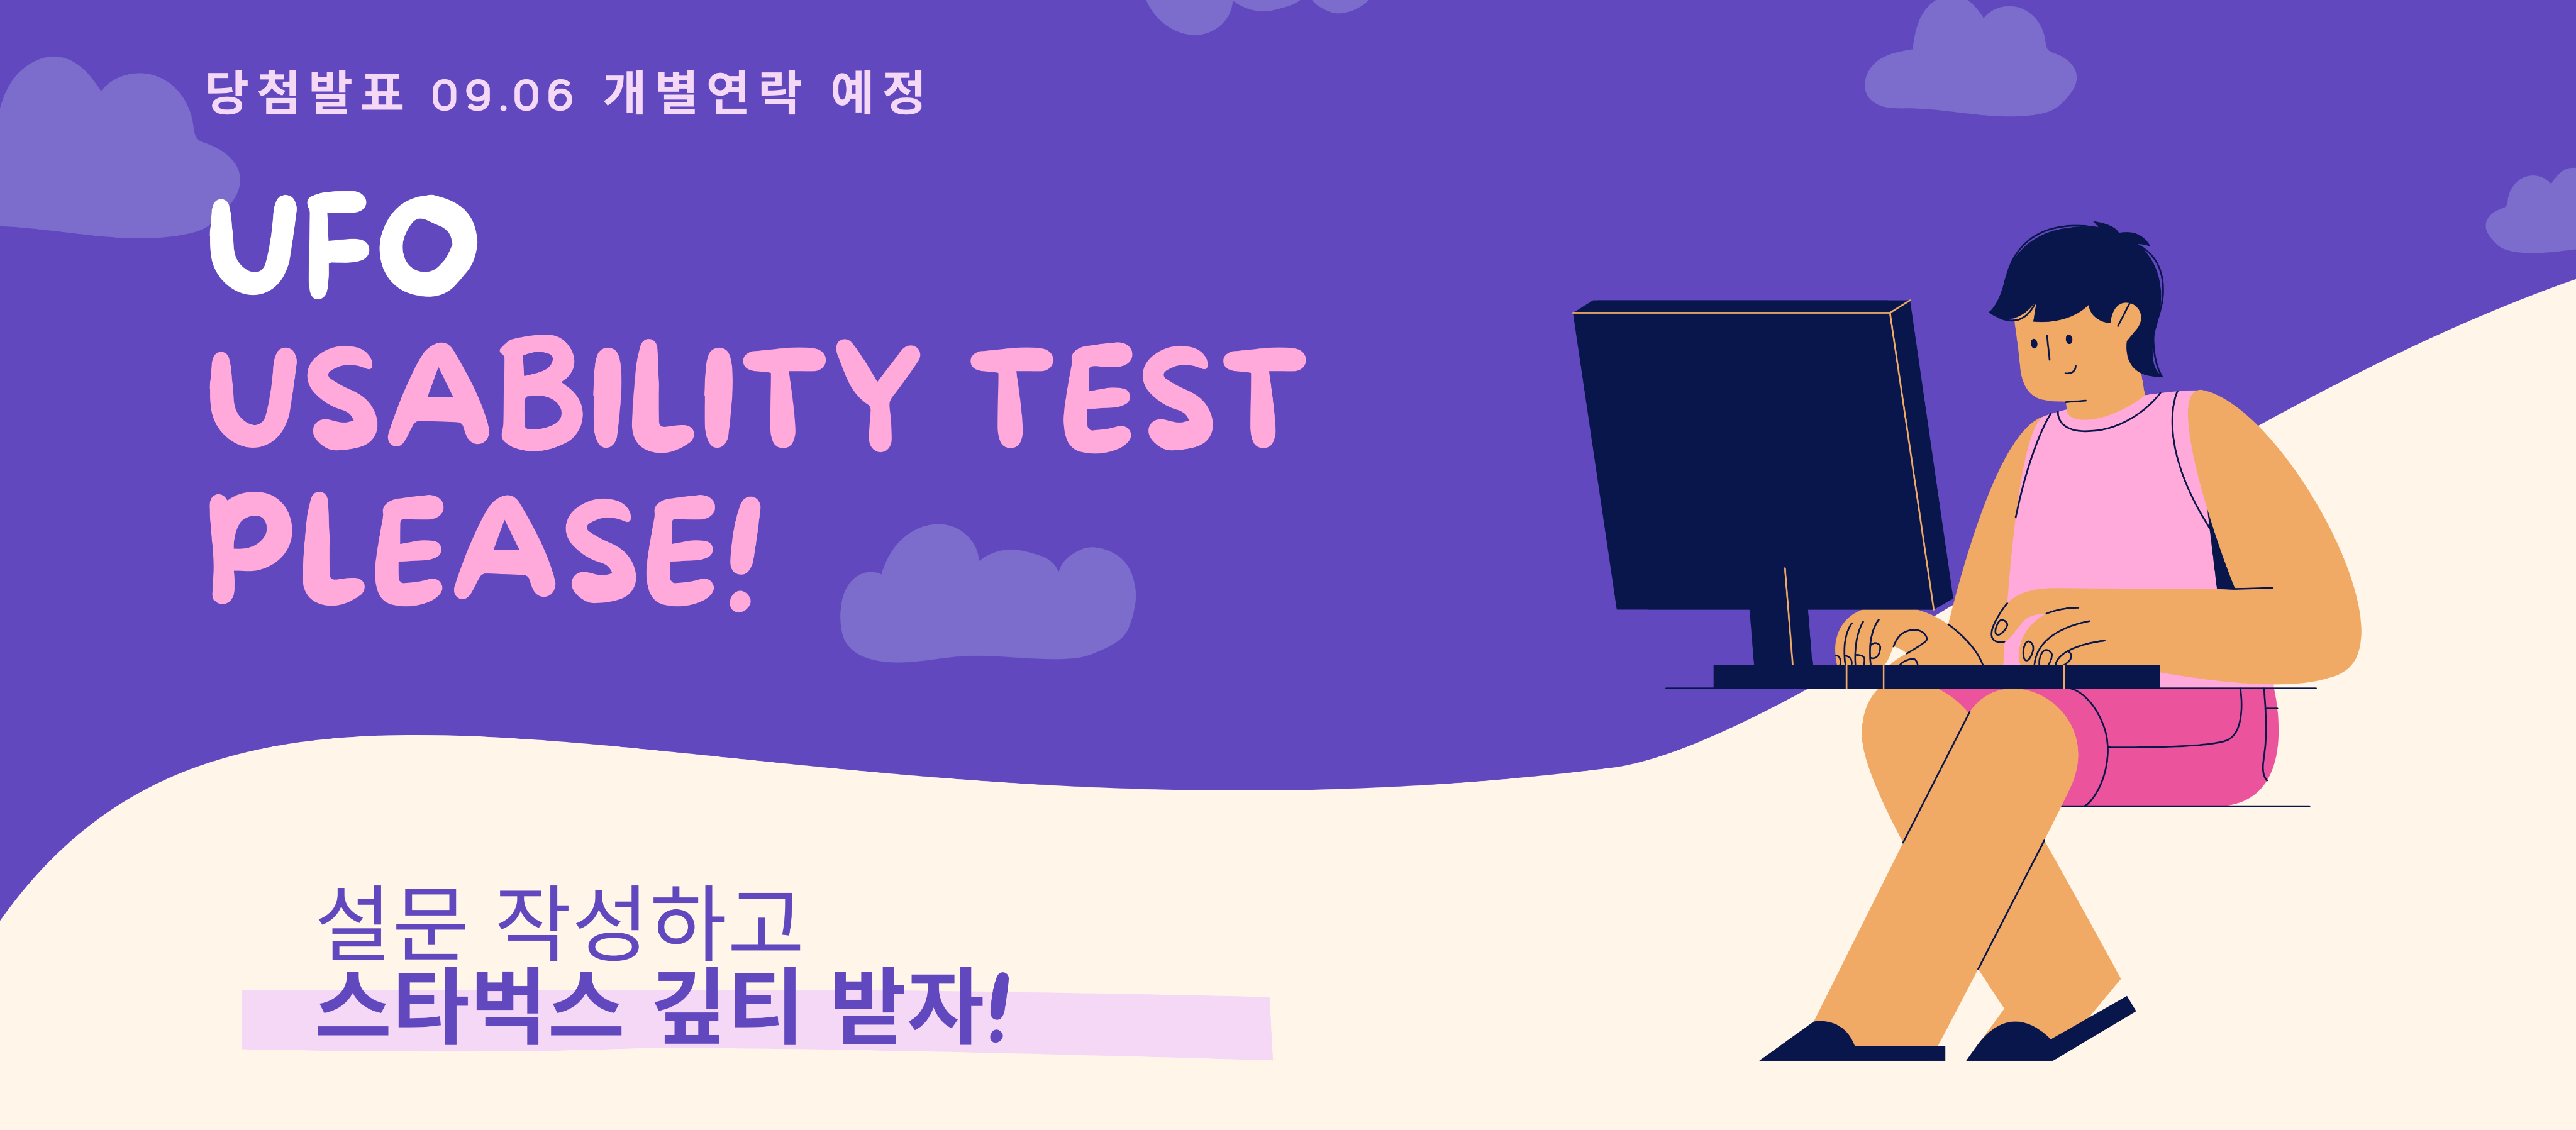 당첨발표 09.06 개별연락 예정
UFO
USABILITY TEST
PLEASE!
설문 작성하고
스타벅스 깊티 받자!